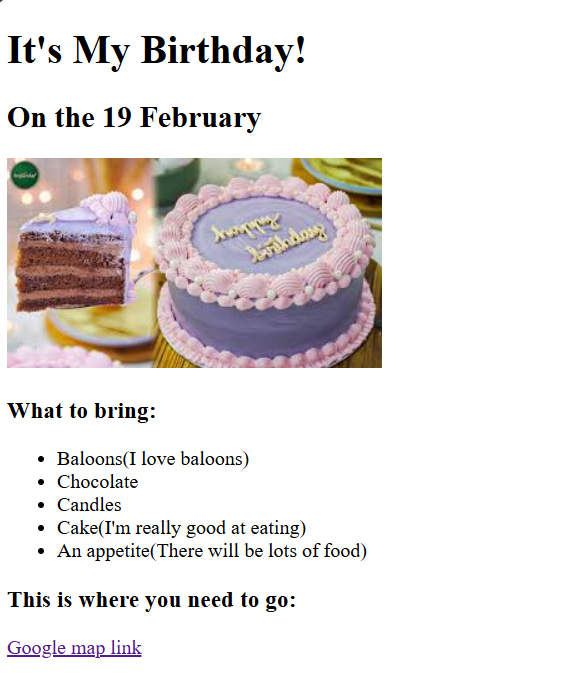 It's My Birthday!
On the 19 February
happy
birthday
What to bring:
Baloons(I love baloons)
Chocolate
Candles
Cake(I'm really good at eating)
An appetite(There will be lots of food)
This is where you need to go:
Google map link